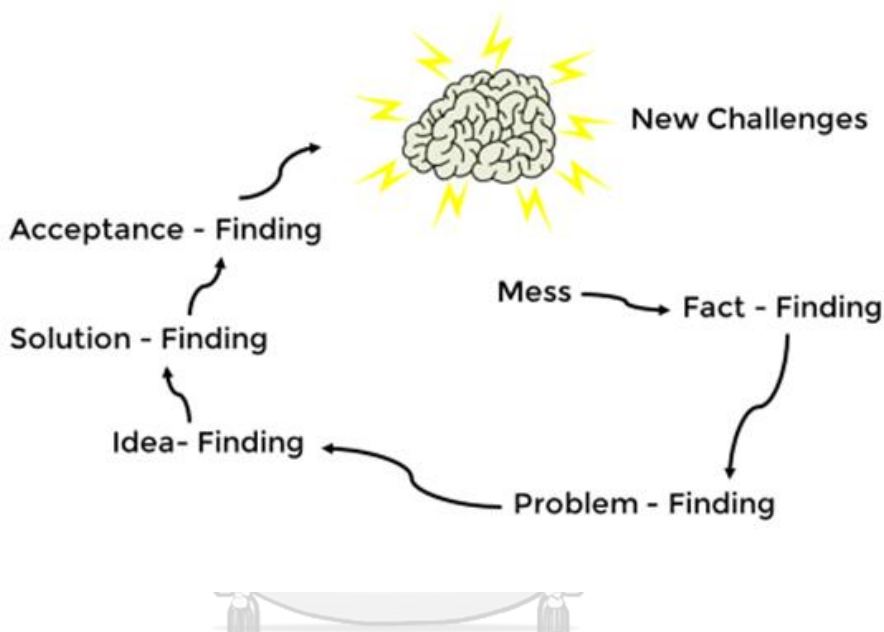 New Challenges
Acceptance - Finding
Mess
Fact - Finding
Solution - Finding
Idea- Finding
Problem - Finding